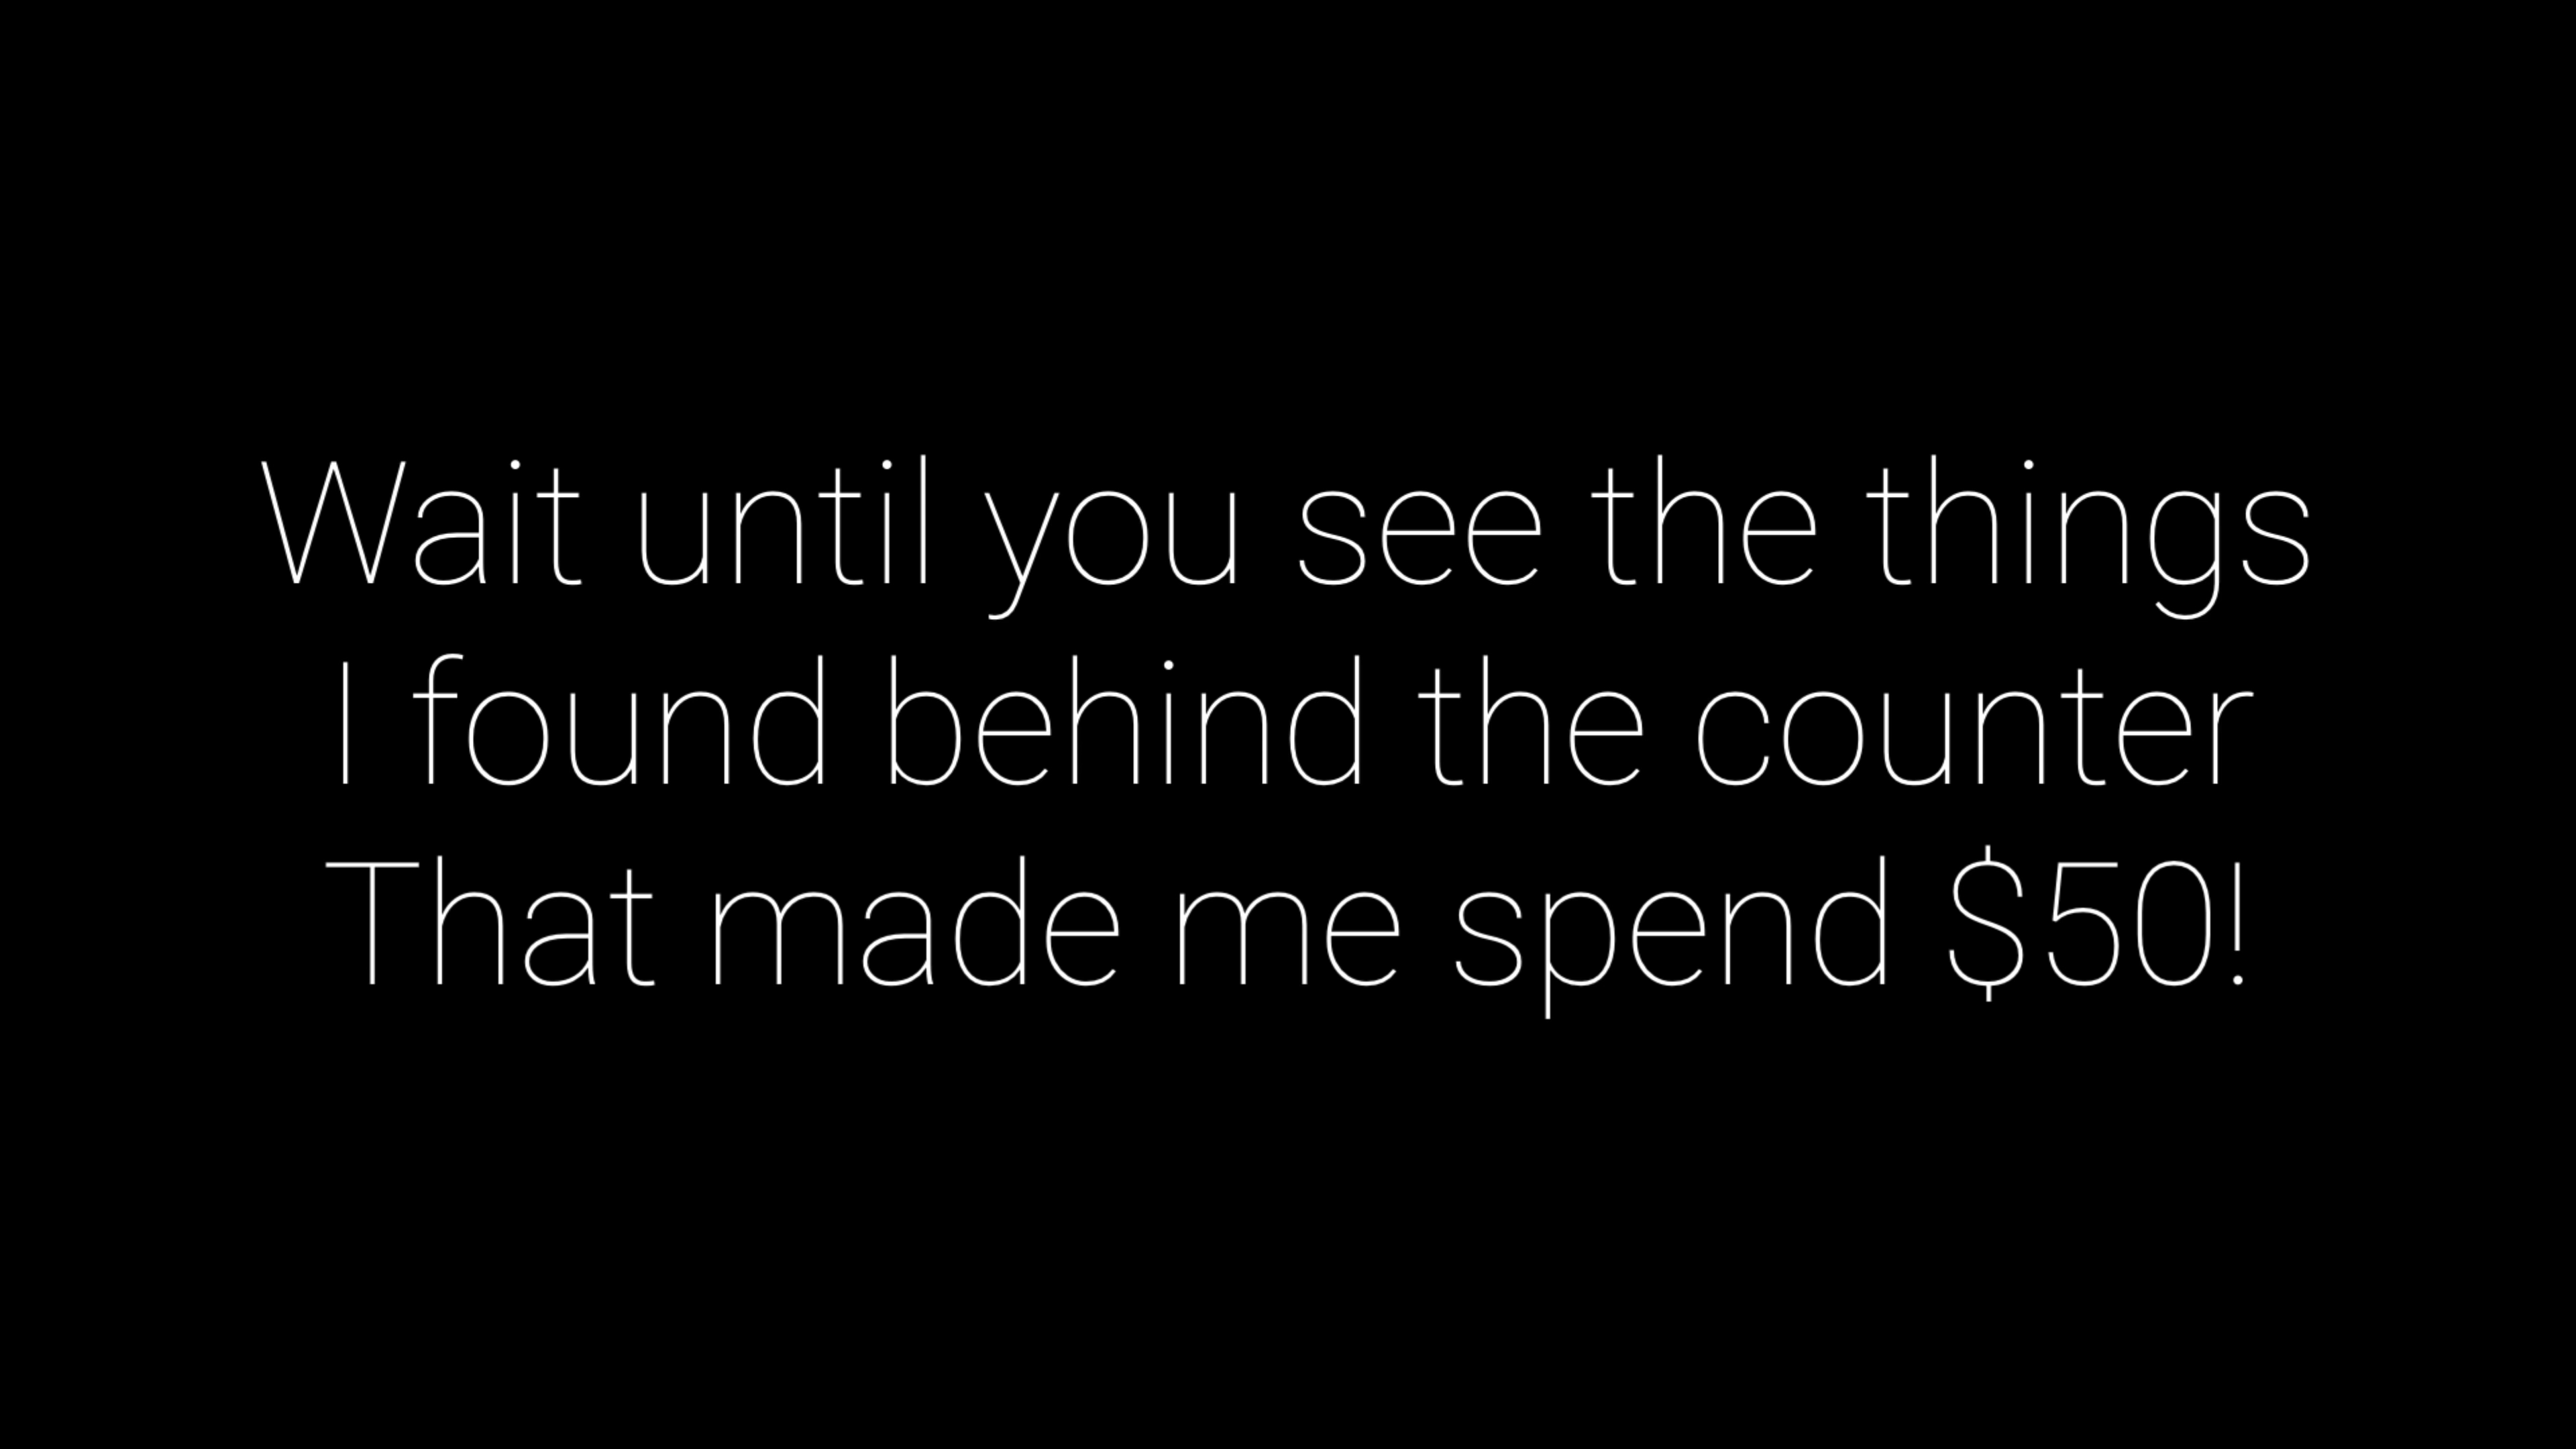 Wait until you see the things
I found behind the counter
That made me spend $50!